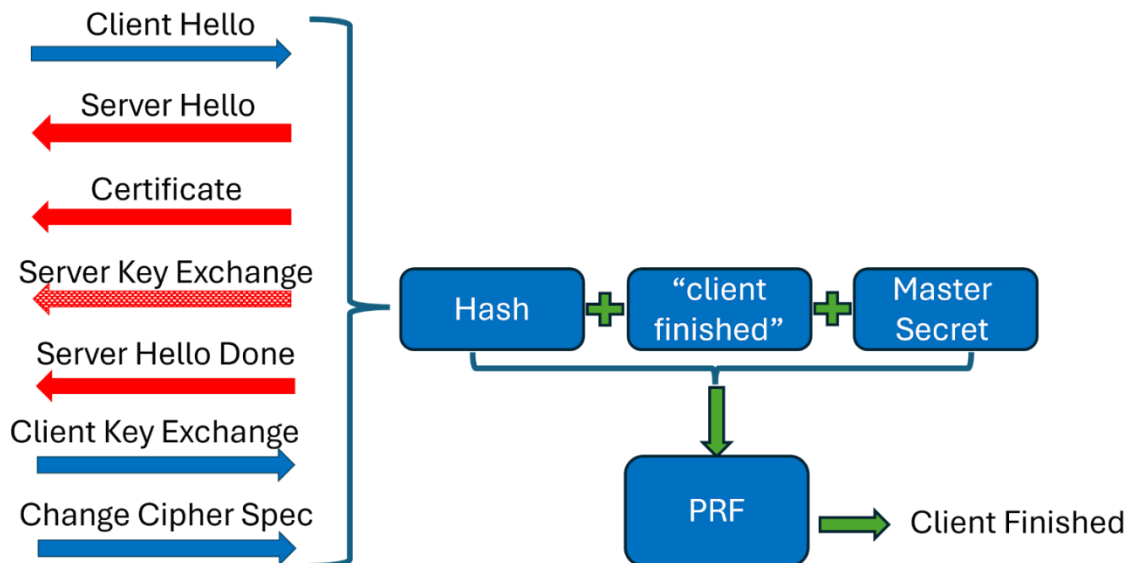 Client Hello
Server Hello
Certificate
Server Key Exchange
Server Hello Done
Client Key Exchange
Change Cipher Spec
Hash
“client
finished”
Master
Secret
PRF
Client Finished